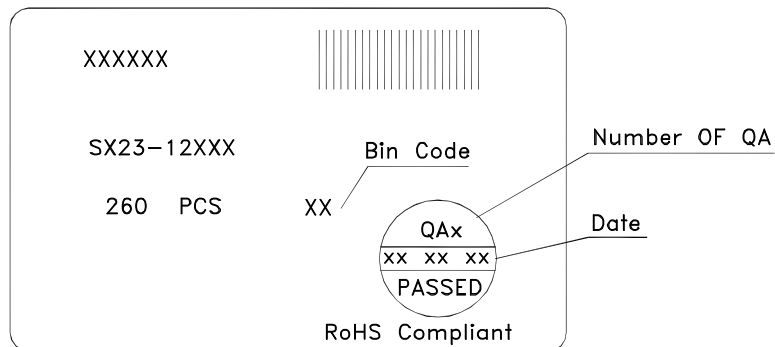 XXXXXX
SX23-12XXX
Bin Code
Number OF QA
260 PCS
XX
QAx
Date
xx xx xx
PASSED
RoHS Compliant